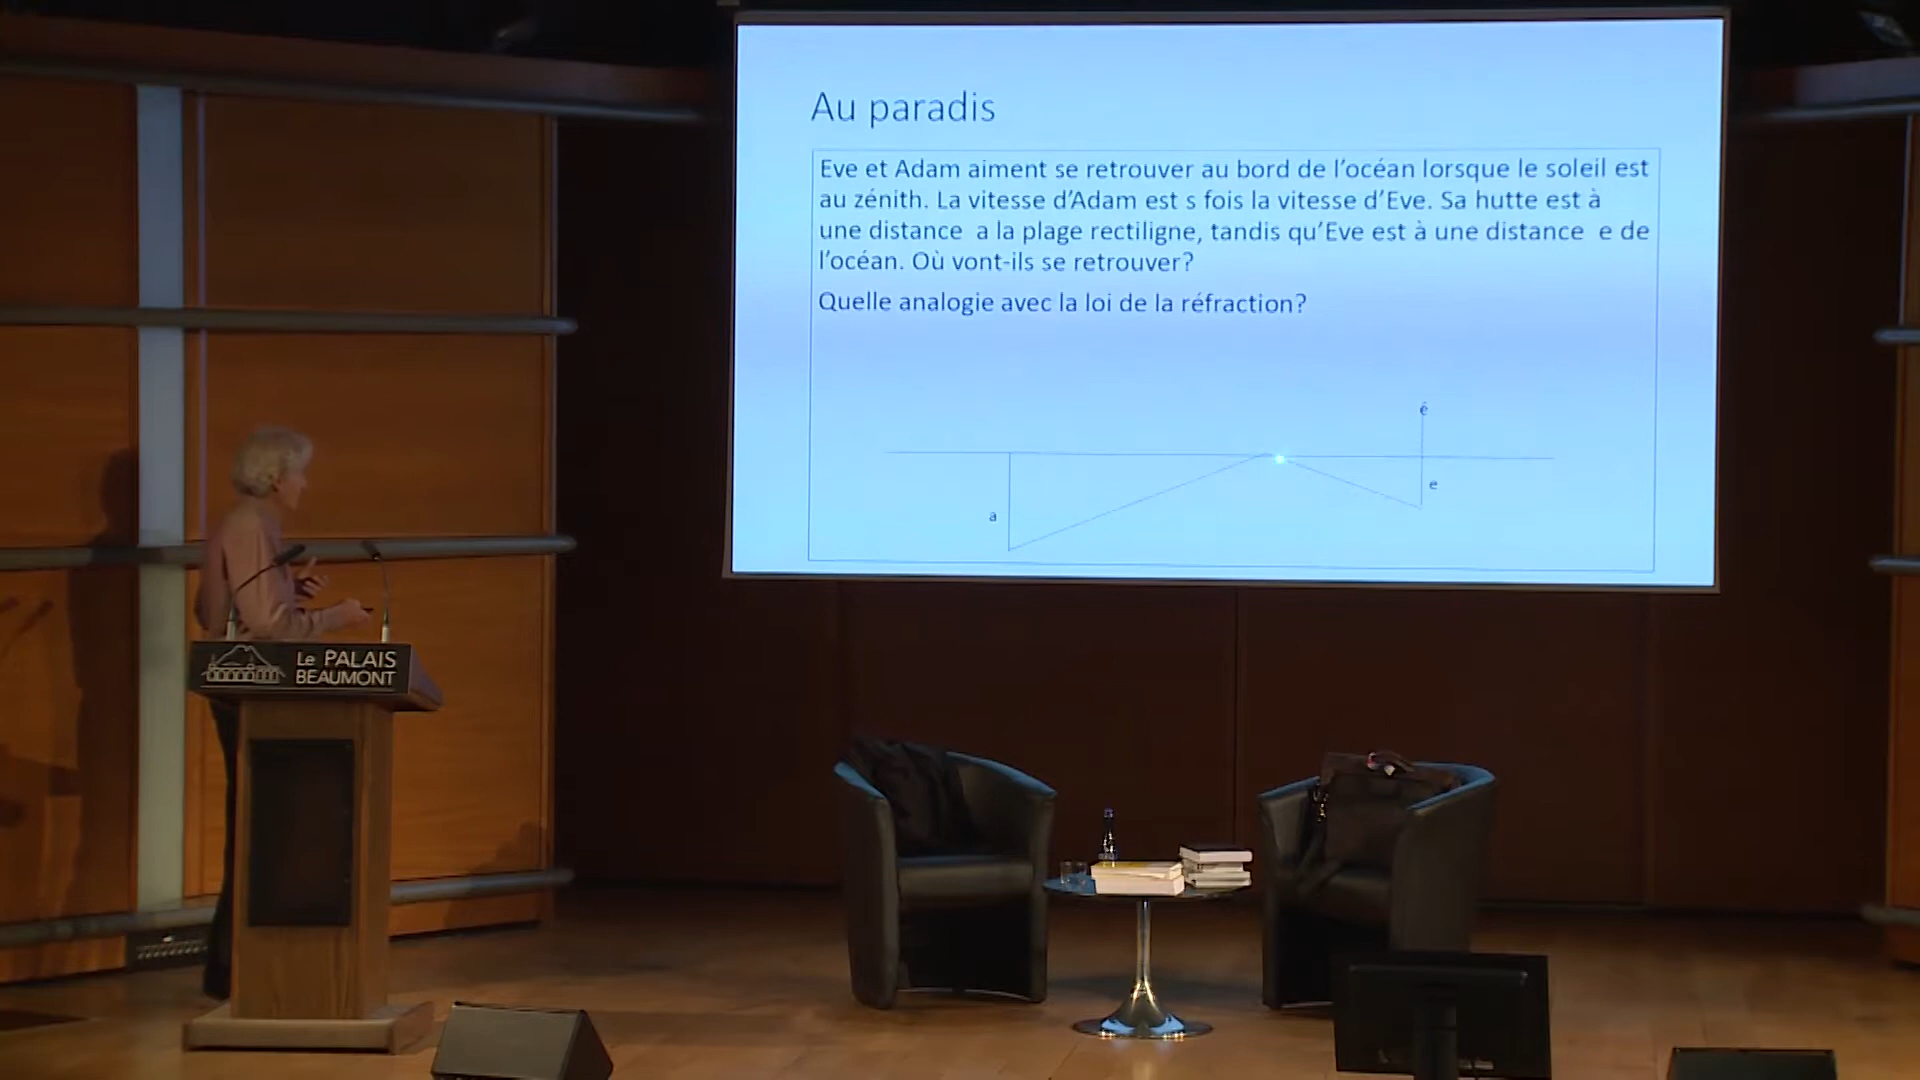 Au paradis
Eve et Adam aiment se retrouver au bord de l'océan lorsque le soleil est
au zénith. La vitesse d'Adam est s fois la vitesse d'Eve. Sa hutte est à
une distance a la plage rectiligne, tandis qu'Eve est à une distance e de
l'océan. Où vont-ils se retrouver?
Quelle analogie avec la loi de la réfraction?
é
e
a
Le PALAIS
BEAUMONT